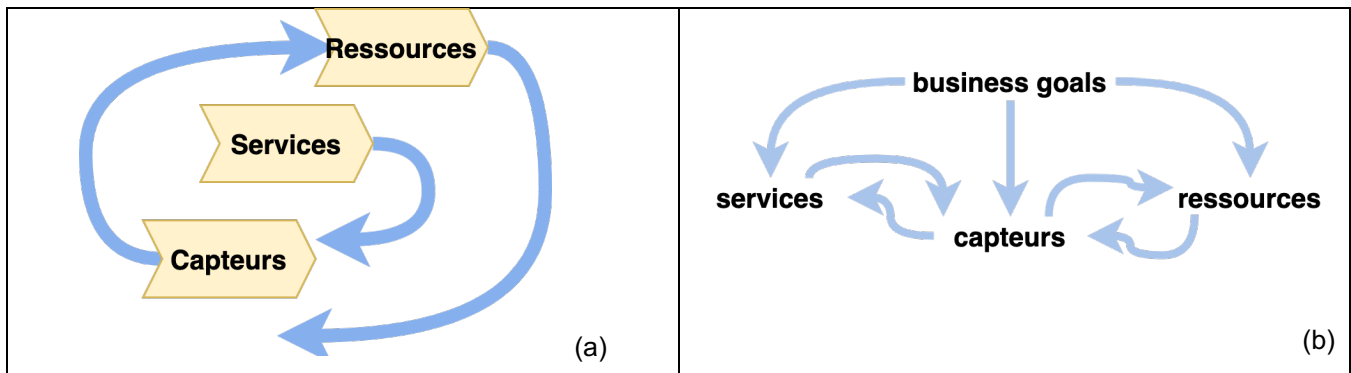 Ressources
Services
Capteurs
(a)
business goals
services
ressources
capteurs
(b)